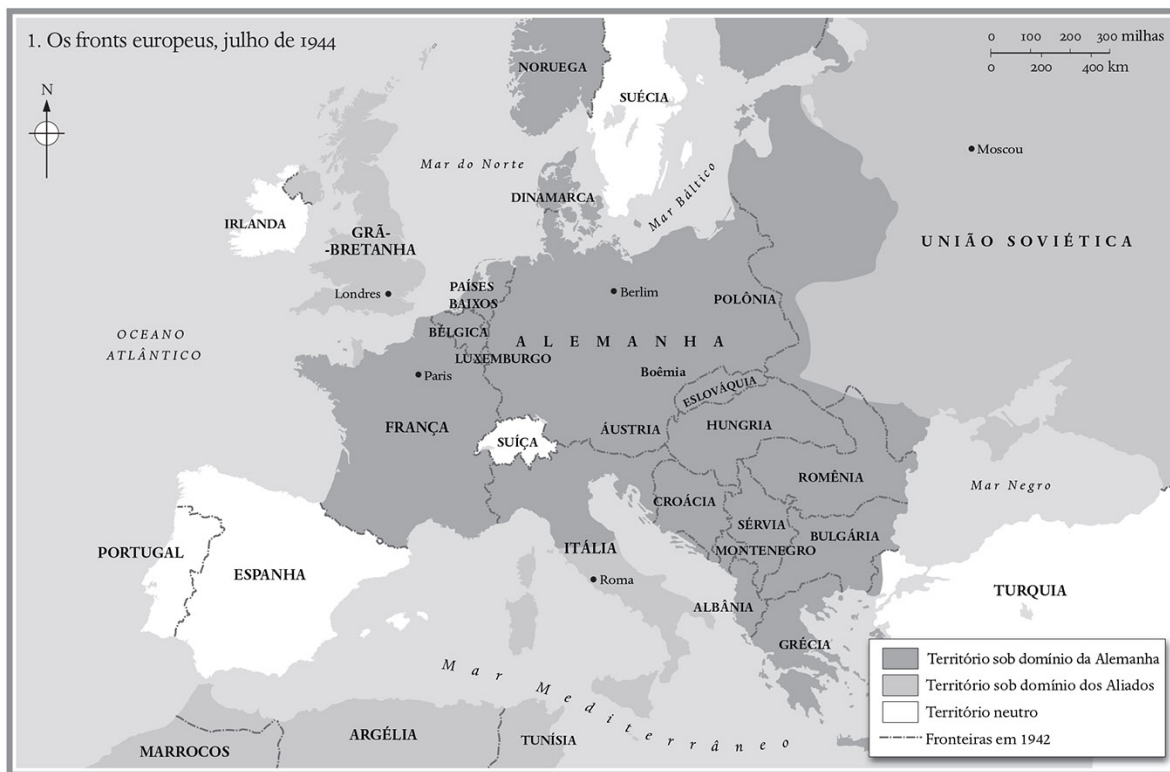 1. Os fronts europeus, julho de 1944
0 100 200 300 milhas
0 200 400 km
N
NORUEGA
SUÉCIA
Moscou
Mar do Norte
Mar Báltico
DINAMARCA
IRLANDA
GRÃ-
-BRETANHA
UNIÃO SOVIÉTICA
Londres
PAÍSES
BAIXOS
Berlim
POLÔNIA
OCEANO
ATLÂNTICO
BÉLGICA
ALEMANHA
LUXEMBURGO
Paris
Boêmia
ESLOVÁQUIA
FRANÇA
SUÍÇA
ÁUSTRIA
HUNGRIA
ROMÊNIA
Mar Negro
CROÁCIA
SÉRVIA
MONTENEGRO
BULGÁRIA
PORTUGAL
ESPANHA
ITÁLIA
Roma
TURQUIA
ALBÂNIA
GRÉCIA
Mar Mediterrâneo
MARROCOS
ARGÉLIA
TUNÍSIA
Território sob domínio da Alemanha
Território sob domínio dos Aliados
Território neutro
Fronteiras em 1942